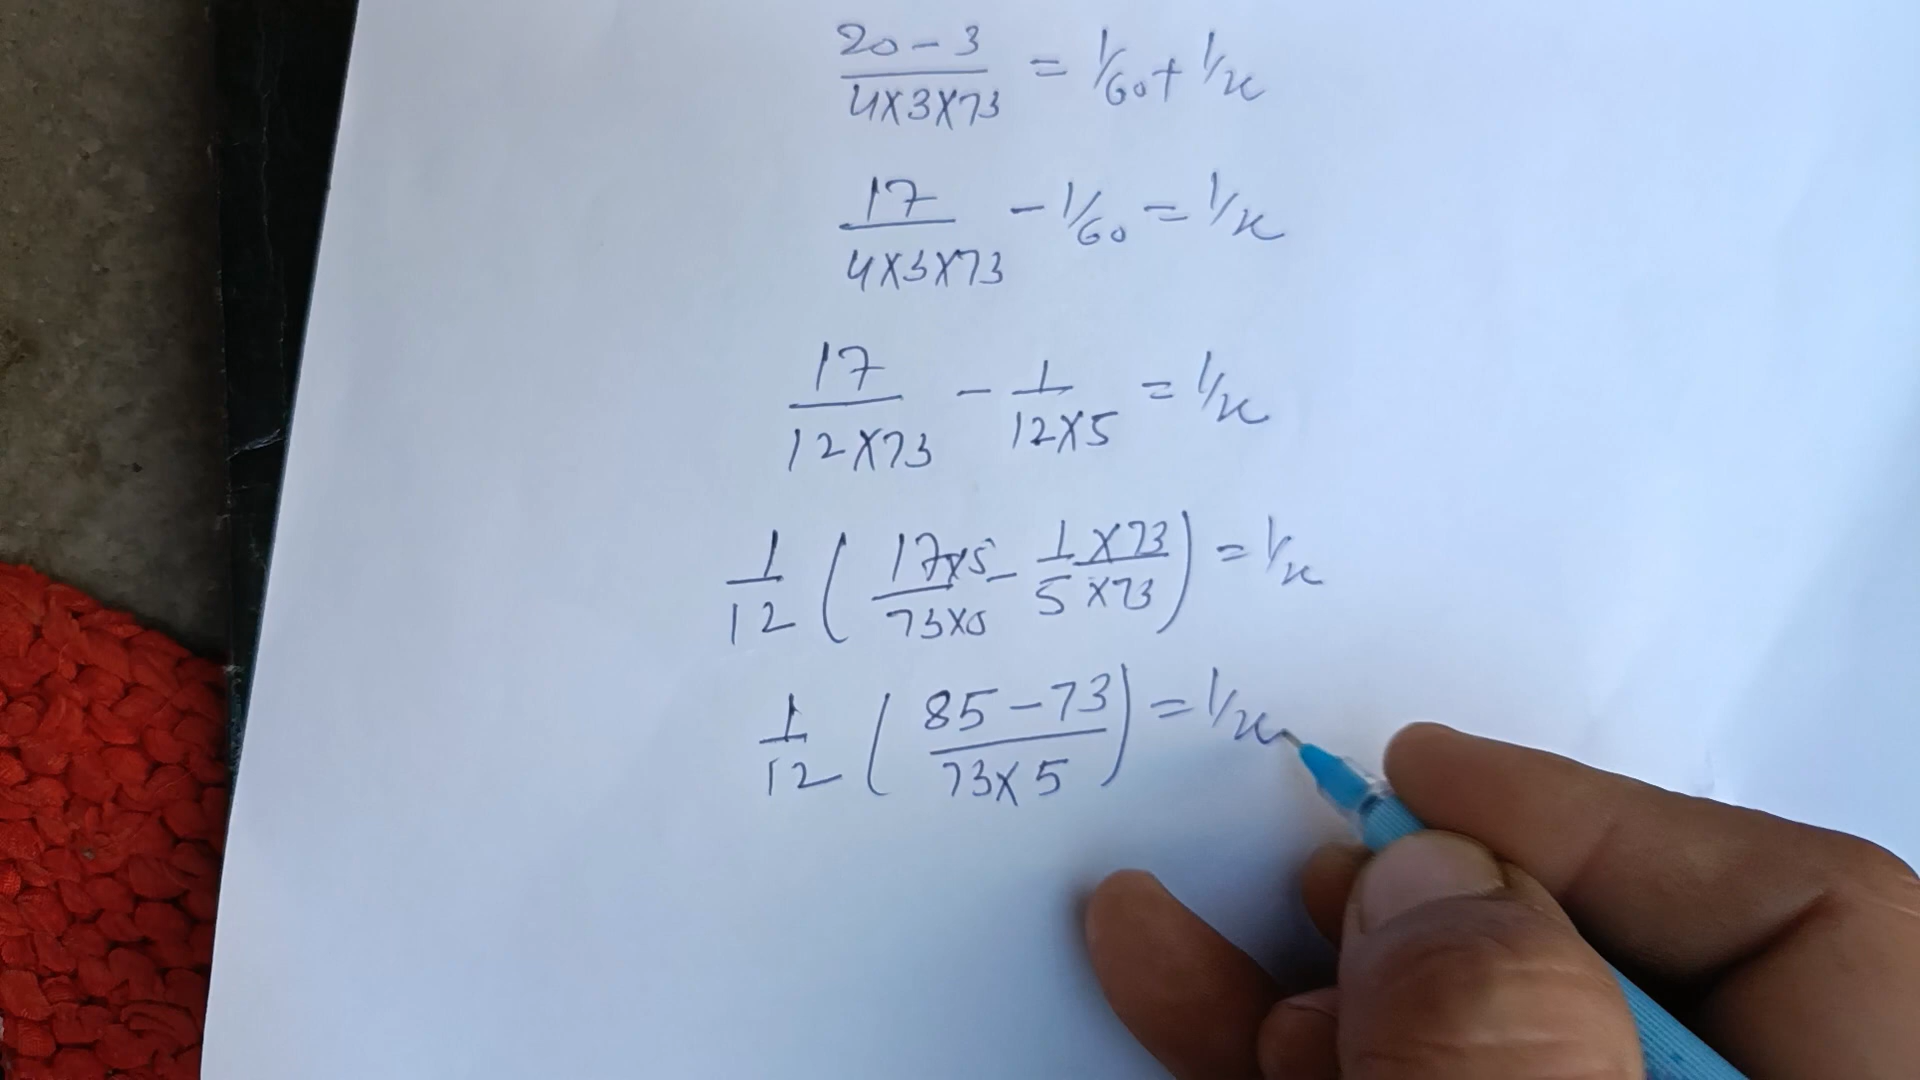 20-3/4×3×73 = 1/60 + 1/x
17/4×3×73 - 1/60 = 1/x
17/12×73 - 1/12×5 = 1/x
1/12 (17×5/73×5 - 1×73/5×73) = 1/x
1/12 (85-73/73×5) = 1/x